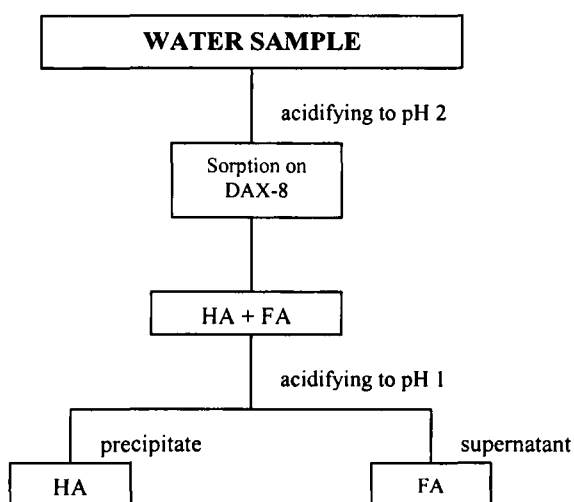 WATER SAMPLE
acidifying to pH 2
Sorption on
DAX-8
HA + FA
acidifying to pH 1
precipitate
supernatant
HA
FA